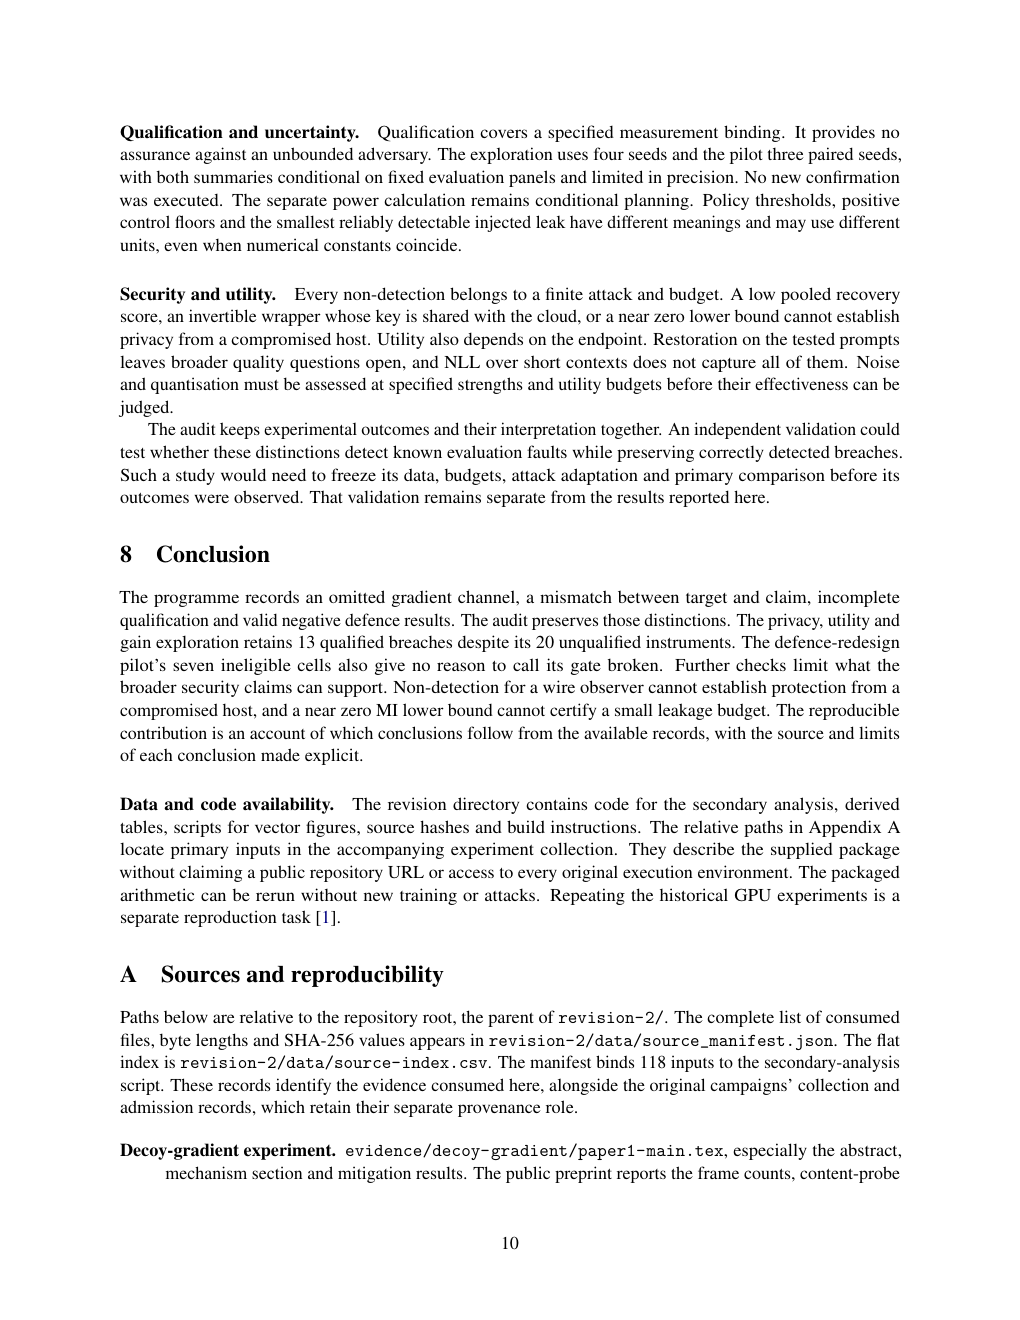 Qualification and uncertainty. Qualification covers a specified measurement binding. It provides no
assurance against an unbounded adversary. The exploration uses four seeds and the pilot three paired seeds,
with both summaries conditional on fixed evaluation panels and limited in precision. No new confirmation
was executed. The separate power calculation remains conditional planning. Policy thresholds, positive
control floors and the smallest reliably detectable injected leak have different meanings and may use different
units, even when numerical constants coincide.
Security and utility. Every non-detection belongs to a finite attack and budget. A low pooled recovery
score, an invertible wrapper whose key is shared with the cloud, or a near zero lower bound cannot establish
privacy from a compromised host. Utility also depends on the endpoint. Restoration on the tested prompts
leaves broader quality questions open, and NLL over short contexts does not capture all of them. Noise
and quantisation must be assessed at specified strengths and utility budgets before their effectiveness can be
judged.
The audit keeps experimental outcomes and their interpretation together. An independent validation could
test whether these distinctions detect known evaluation faults while preserving correctly detected breaches.
Such a study would need to freeze its data, budgets, attack adaptation and primary comparison before its
outcomes were observed. That validation remains separate from the results reported here.
8 Conclusion
The programme records an omitted gradient channel, a mismatch between target and claim, incomplete
qualification and valid negative defence results. The audit preserves those distinctions. The privacy, utility and
gain exploration retains 13 qualified breaches despite its 20 unqualified instruments. The defence-redesign
pilot's seven ineligible cells also give no reason to call its gate broken. Further checks limit what the
broader security claims can support. Non-detection for a wire observer cannot establish protection from a
compromised host, and a near zero MI lower bound cannot certify a small leakage budget. The reproducible
contribution is an account of which conclusions follow from the available records, with the source and limits
of each conclusion made explicit.
Data and code availability. The revision directory contains code for the secondary analysis, derived
tables, scripts for vector figures, source hashes and build instructions. The relative paths in Appendix A
locate primary inputs in the accompanying experiment collection. They describe the supplied package
without claiming a public repository URL or access to every original execution environment. The packaged
arithmetic can be rerun without new training or attacks. Repeating the historical GPU experiments is a
separate reproduction task [1].
A Sources and reproducibility
Paths below are relative to the repository root, the parent of revision-2/. The complete list of consumed
files, byte lengths and SHA-256 values appears in revision-2/data/source_manifest.json. The flat
index is revision-2/data/source-index.csv. The manifest binds 118 inputs to the secondary-analysis
script. These records identify the evidence consumed here, alongside the original campaigns' collection and
admission records, which retain their separate provenance role.
Decoy-gradient experiment. evidence/decoy-gradient/paper1-main.tex, especially the abstract,
mechanism section and mitigation results. The public preprint reports the frame counts, content-probe
10